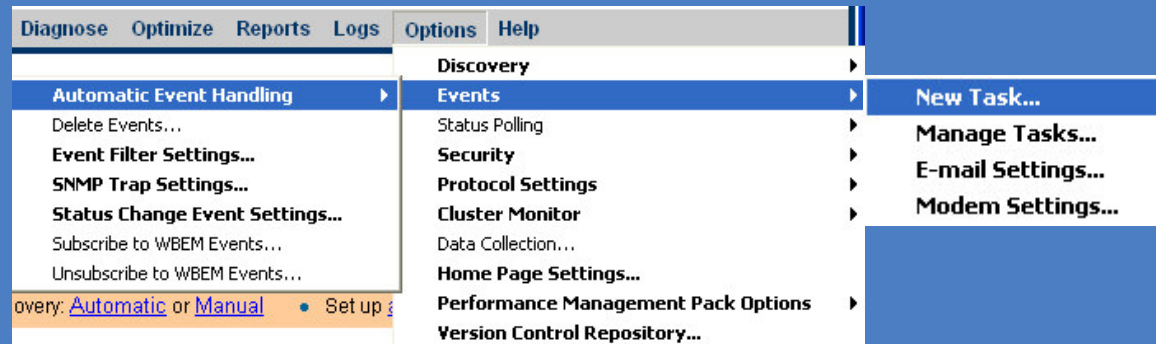 Diagnose Optimize Reports Logs Options Help
Discovery
Events
Status Polling
Security
Protocol Settings
Cluster Monitor
Data Collection...
Home Page Settings...
Performance Management Pack Options
Version Control Repository...
Automatic Event Handling
Delete Events...
Event Filter Settings...
SNMP Trap Settings...
Status Change Event Settings...
Subscribe to WBEM Events...
Unsubscribe to WBEM Events...
New Task...
Manage Tasks...
E-mail Settings...
Modem Settings...
overy: Automatic or Manual • Set up